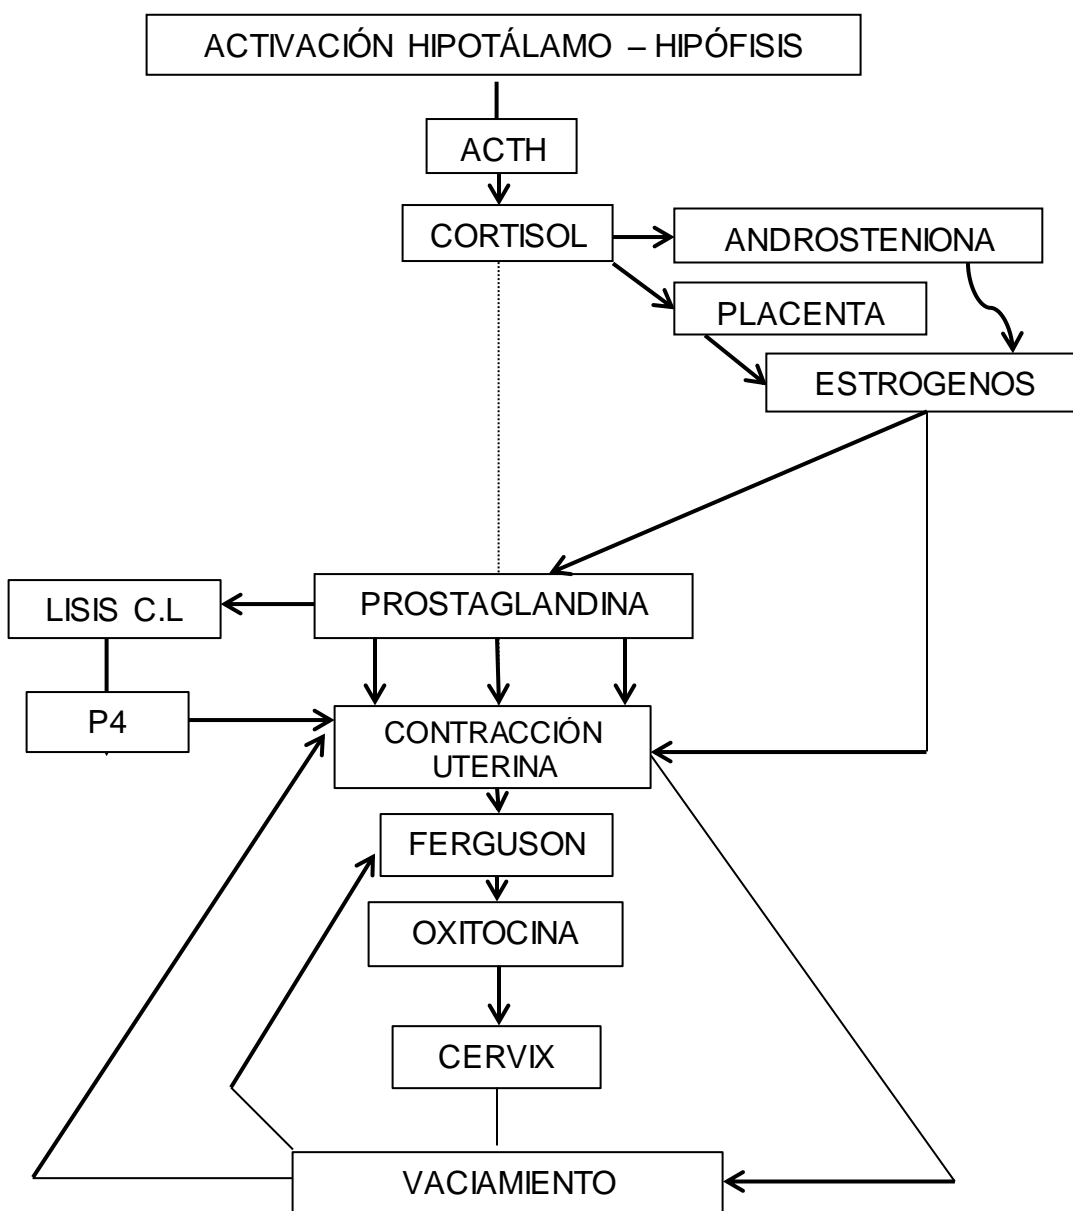 ACTIVACIÓN HIPOTÁLAMO – HIPÓFISIS
ACTH
CORTISOL
ANDROSTENIONA
PLACENTA
ESTROGENOS
LISIS C.L
PROSTAGLANDINA
P4
CONTRACCIÓN
UTERINA
FERGUSON
OXITOCINA
CERVIX
VACIAMIENTO